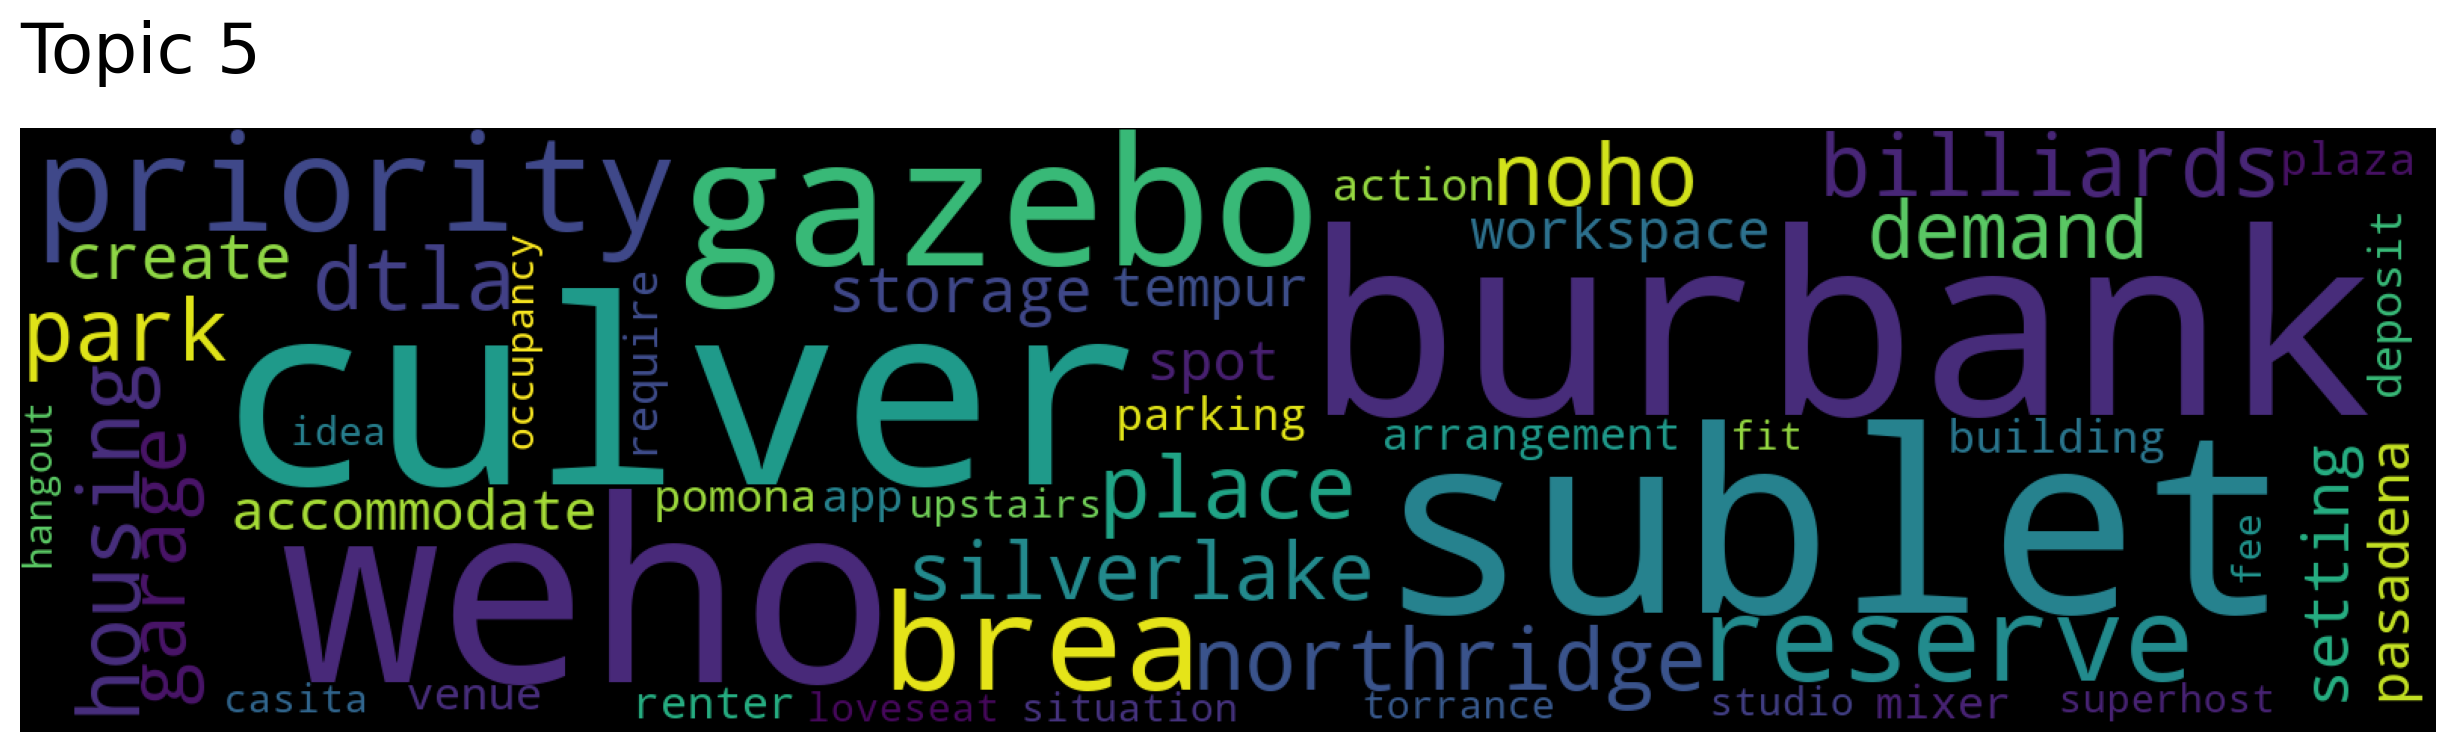 Topic 5
priority
gazebo
action
noho
billiards
plaza
create
dtla
occupancy
require
storage
tempur
workspace
demand
deposit
park
culver
burbank
spot
idea
parking
arrangement
fit
building
hangout
housing
garage
accommodate
pomona
app
upstairs
place
sublet
fee
setting
pasadena
weho
silverlake
brea
northridge
reserve
casita
venue
renter
loveseat
situation
torrance
studio
mixer
superhost